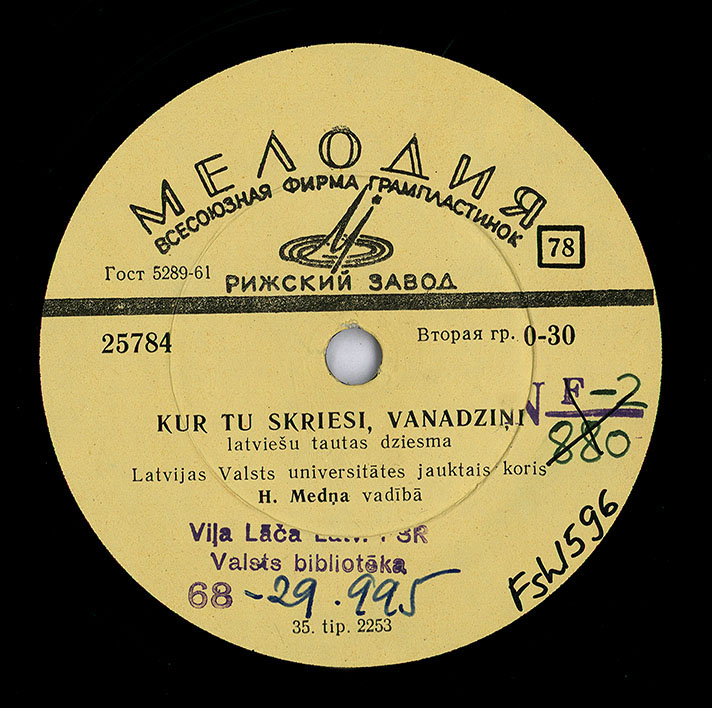 МЕЛОДИЯ
ВСЕСОЮЗНАЯ ФИРМА ГРАМПЛАСТИНОК
78
Гост 5289-61
РИЖСКИЙ ЗАВОД
25784
Вторая гр. 0-30
KUR TU SKRIESI, VANADZIŅI
N F-2
880
latviešu tautas dziesma
Latvijas Valsts universitātes jauktais koris
H. Medņa vadībā
FSW596
Viļa Lāča Latv. PSR
Valsts bibliotēka
68-29.995
35. tip. 2253